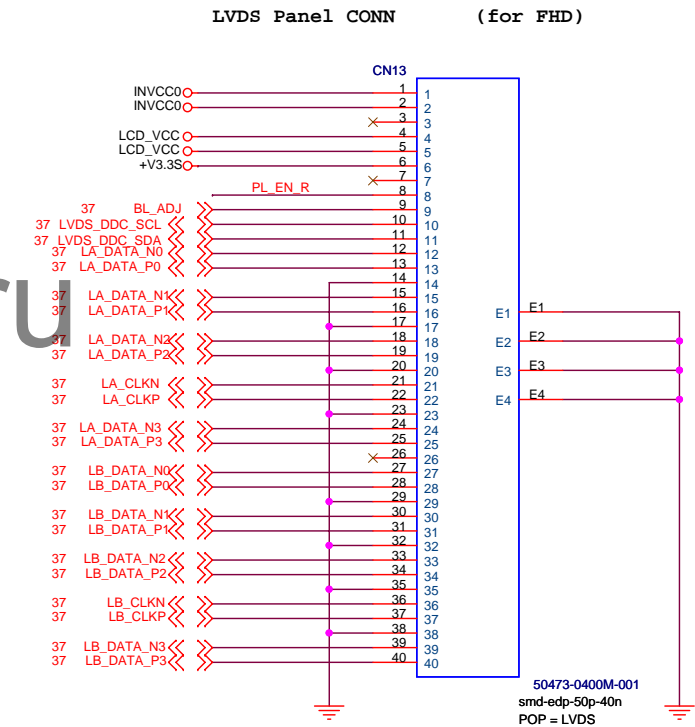 LVDS Panel CONN (for FHD)
CN13
INVCC0 1 1
INVCC0 2 2
3 3
LCD_VCC 4 4
LCD_VCC 5 5
+V3.3S 6 6
7 7
PL_EN_R 8 8
37 BL_ADJ 9 9
37 LVDS_DDC_SCL 10 10
37 LVDS_DDC_SDA 11 11
37 LA_DATA_N0 12 12
37 LA_DATA_P0 13 13
14 14
37 LA_DATA_N1 15 15
37 LA_DATA_P1 16 16 E1 E1
17 17
37 LA_DATA_N2 18 18 E2 E2
37 LA_DATA_P2 19 19
20 20 E3 E3
37 LA_CLKN 21 21
37 LA_CLKP 22 22 E4 E4
23 23
37 LA_DATA_N3 24 24
37 LA_DATA_P3 25 25
26 26
37 LB_DATA_N0 27 27
37 LB_DATA_P0 28 28
29 29
37 LB_DATA_N1 30 30
37 LB_DATA_P1 31 31
32 32
37 LB_DATA_N2 33 33
37 LB_DATA_P2 34 34
35 35
37 LB_CLKN 36 36
37 LB_CLKP 37 37
38 38
37 LB_DATA_N3 39 39
37 LB_DATA_P3 40 40
50473-0400M-001
smd-edp-50p-40n
POP = LVDS
ru